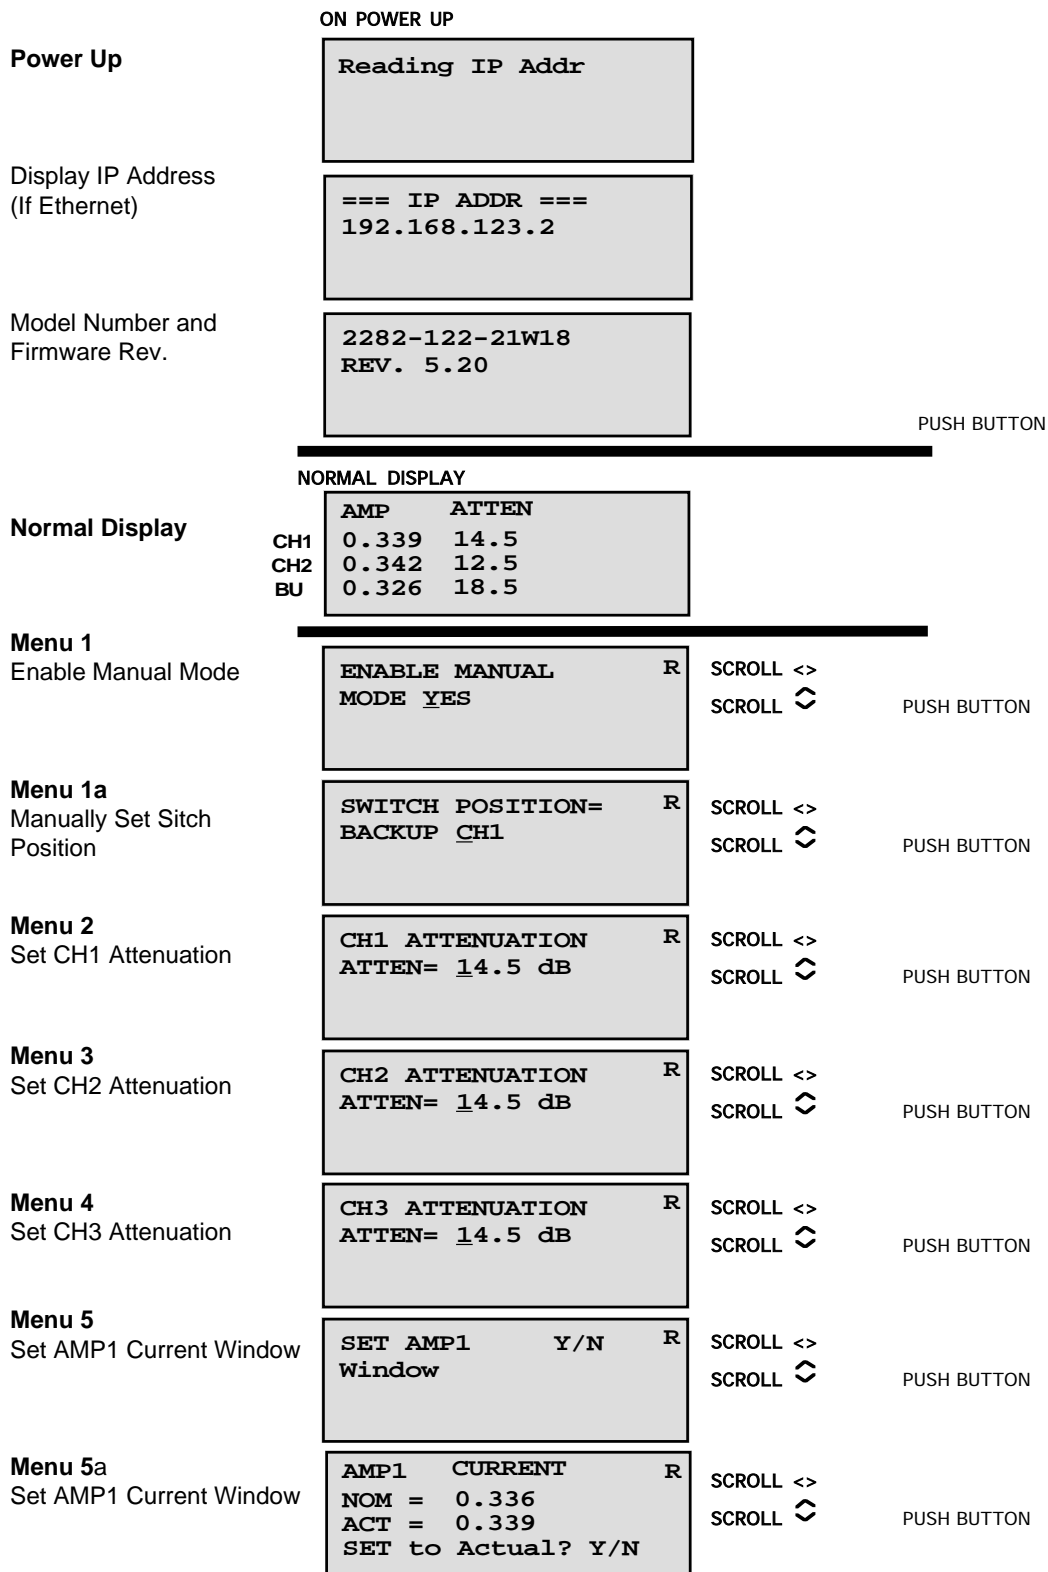 ON POWER UP
Power Up
Reading IP Addr
Display IP Address
(If Ethernet)
=== IP ADDR ===
192.168.123.2
Model Number and
Firmware Rev.
2282-122-21W18
REV. 5.20
PUSH BUTTON
NORMAL DISPLAY
Normal Display
AMP ATTEN
CH1 0.339 14.5
CH2 0.342 12.5
BU 0.326 18.5
Menu 1
Enable Manual Mode
ENABLE MANUAL R
MODE YES
SCROLL <>
SCROLL
PUSH BUTTON
Menu 1a
Manually Set Sitch
Position
SWITCH POSITION= R
BACKUP CH1
SCROLL <>
SCROLL
PUSH BUTTON
Menu 2
Set CH1 Attenuation
CH1 ATTENUATION R
ATTEN= 14.5 dB
SCROLL <>
SCROLL
PUSH BUTTON
Menu 3
Set CH2 Attenuation
CH2 ATTENUATION R
ATTEN= 14.5 dB
SCROLL <>
SCROLL
PUSH BUTTON
Menu 4
Set CH3 Attenuation
CH3 ATTENUATION R
ATTEN= 14.5 dB
SCROLL <>
SCROLL
PUSH BUTTON
Menu 5
Set AMP1 Current Window
SET AMP1 Y/N R
Window
SCROLL <>
SCROLL
PUSH BUTTON
Menu 5a
Set AMP1 Current Window
AMP1 CURRENT R
NOM = 0.336
ACT = 0.339
SET to Actual? Y/N
SCROLL <>
SCROLL
PUSH BUTTON